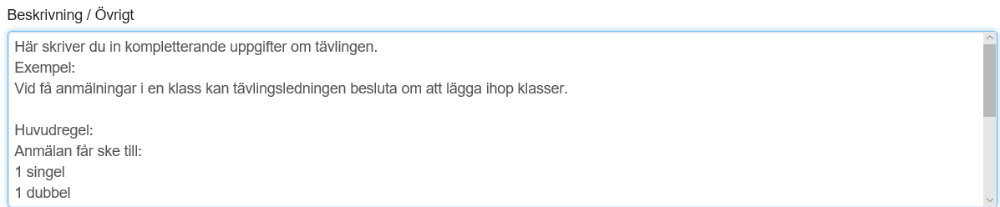 Beskrivning / Övrigt
Här skriver du in kompletterande uppgifter om tävlingen.
Exempel:
Vid få anmälningar i en klass kan tävlingsledningen besluta om att lägga ihop klasser.
Huvudregel:
Anmälan får ske till:
1 singel
1 dubbel